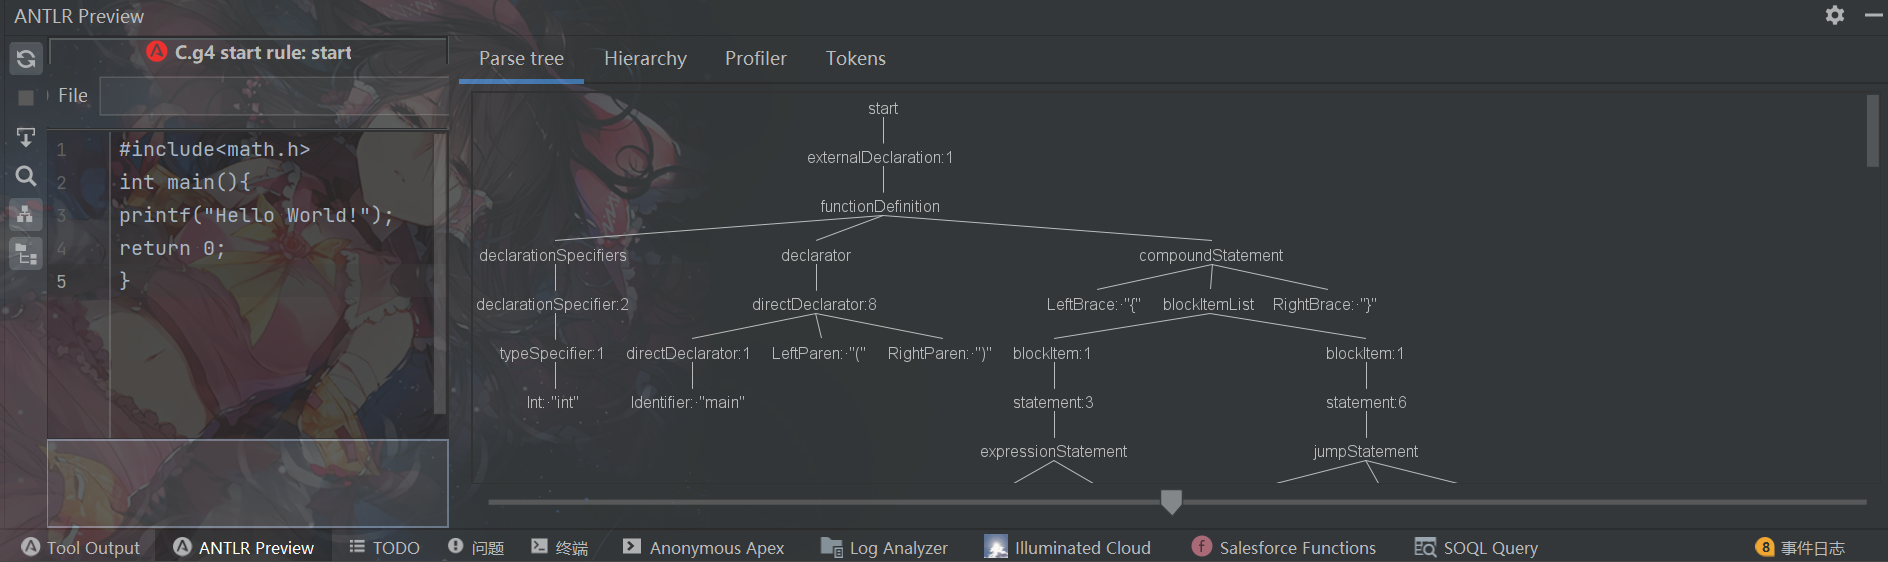 ANTLR Preview
C.g4 start rule: start
File
1 #include<math.h>
2 int main(){
3 printf("Hello World!");
4 return 0;
5 }
Parse tree Hierarchy Profiler Tokens
start
externalDeclaration:1
functionDefinition
declarationSpecifiers declarator compoundStatement
declarationSpecifier:2 directDeclarator:8 LeftBrace:·"{" blockItemList RightBrace:·"}"
typeSpecifier:1 directDeclarator:1 LeftParen:·"(" RightParen:·")" blockItem:1 blockItem:1
Int:·"int" Identifier:·"main" statement:3 statement:6
expressionStatement jumpStatement
Tool Output ANTLR Preview TODO 问题 终端 Anonymous Apex Log Analyzer Illuminated Cloud Salesforce Functions SOQL Query 8 事件日志